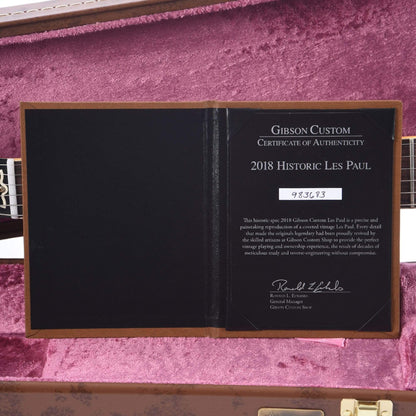 GIBSON CUSTOM
CERTIFICATE OF AUTHENTICITY
2018 HISTORIC LES PAUL
983693
This historic-spec 2018 Gibson Custom Les Paul is a precise and
painstaking reproduction of a coveted vintage Les Paul. Every detail
that made the originals legendary had been proudly revived by
the skilled artisans at Gibson Custom Shop to provide the perfect
vintage playing and ownership experience, the result of decades of
meticulous study and reverse-engineering without compromise.
RONALD L. EDWARDS
General Manager
GIBSON CUSTOM SHOP